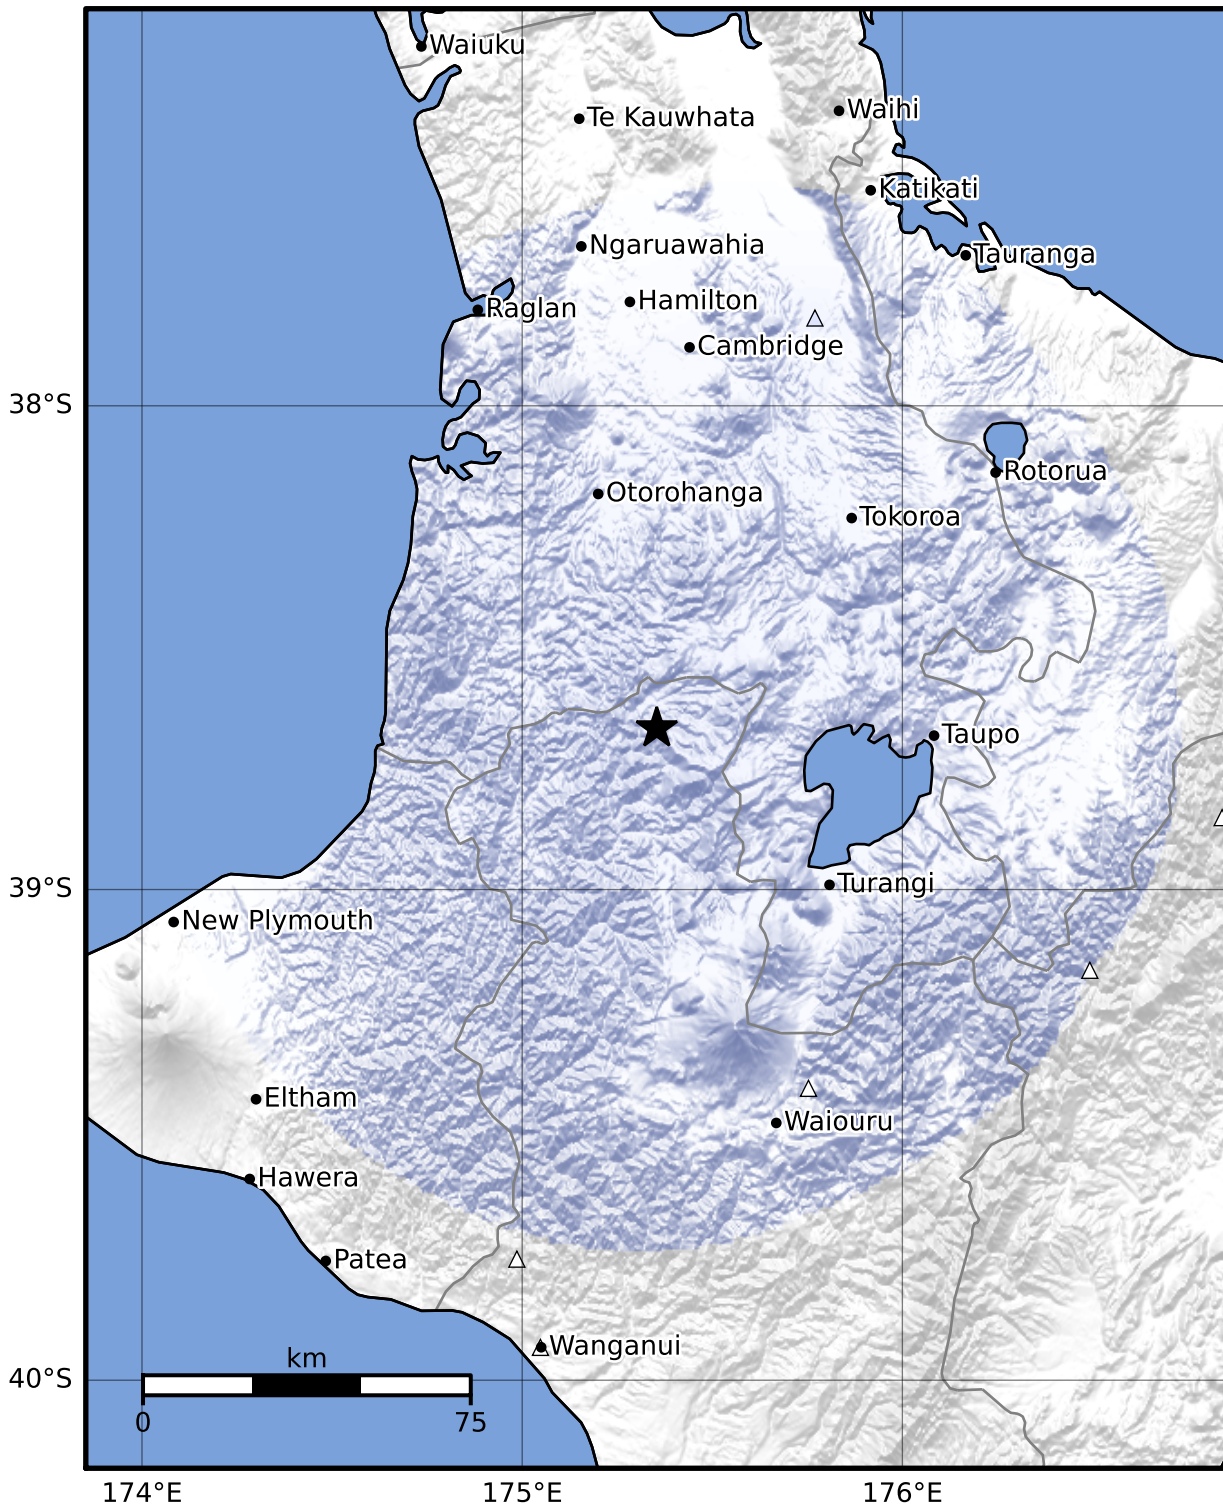 Waiuku
Waihi
Te Kauwhata
Katikati
Ngaruawahia
Tauranga
Hamilton
Raglan
Cambridge
38°S
Rotorua
Otorohanga
Tokoroa
Taupo
Turangi
39°S
New Plymouth
Eltham
Waiouru
Hawera
Patea
Wanganui
km
40°S
0
75
174°E
175°E
176°E